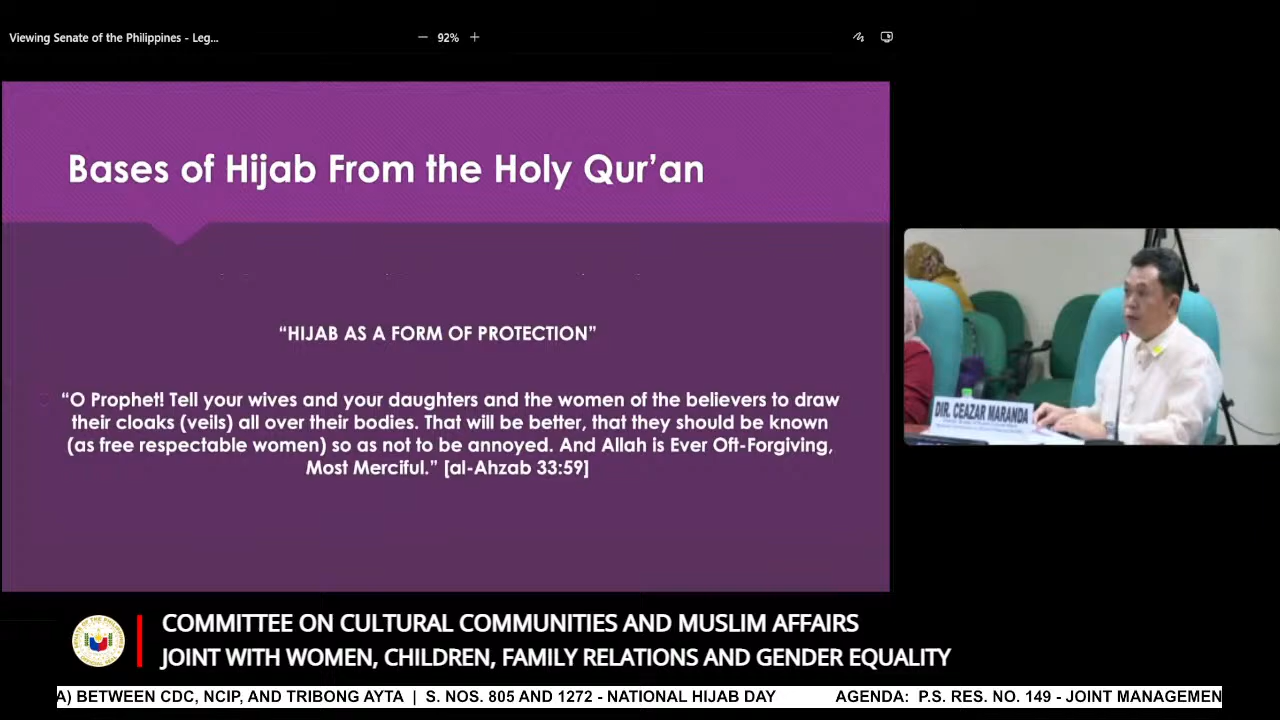 Viewing Senate of the Philippines - Leg...
92%
Bases of Hijab From the Holy Qur’an
“HIJAB AS A FORM OF PROTECTION”
“O Prophet! Tell your wives and your daughters and the women of the believers to draw
their cloaks (veils) all over their bodies. That will be better, that they should be known
(as free respectable women) so as not to be annoyed. And Allah is Ever Oft-Forgiving,
Most Merciful.” [al-Ahzab 33:59]
DIR. CEAZAR MARANDA
COMMITTEE ON CULTURAL COMMUNITIES AND MUSLIM AFFAIRS
JOINT WITH WOMEN, CHILDREN, FAMILY RELATIONS AND GENDER EQUALITY
A) BETWEEN CDC, NCIP, AND TRIBONG AYTA | S. NOS. 805 AND 1272 - NATIONAL HIJAB DAY AGENDA: P.S. RES. NO. 149 - JOINT MANAGEMEN